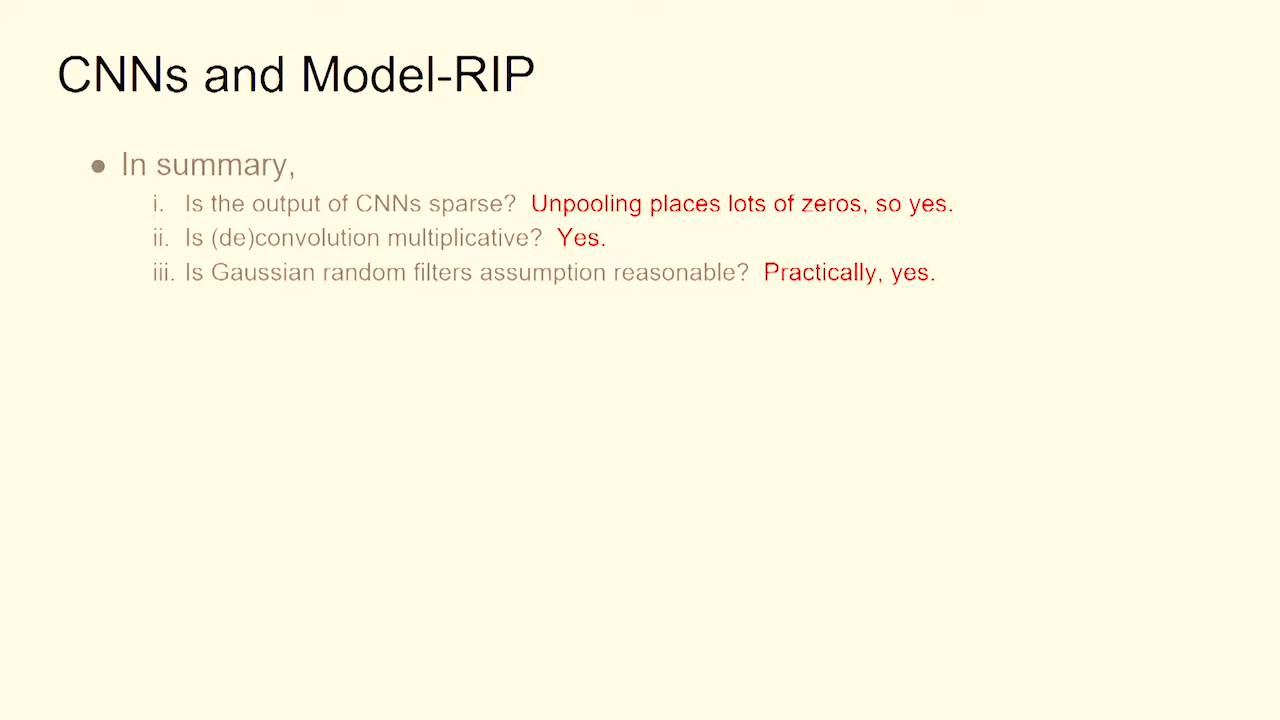 CNNs and Model-RIP
● In summary,
i. Is the output of CNNs sparse? Unpooling places lots of zeros, so yes.
ii. Is (de)convolution multiplicative? Yes.
iii. Is Gaussian random filters assumption reasonable? Practically, yes.